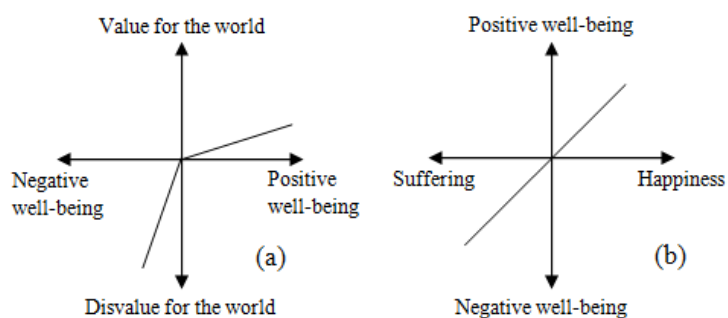 Value for the world
Negative
well-being
Positive
well-being
(a)
Disvalue for the world
Positive well-being
Suffering
Happiness
(b)
Negative well-being